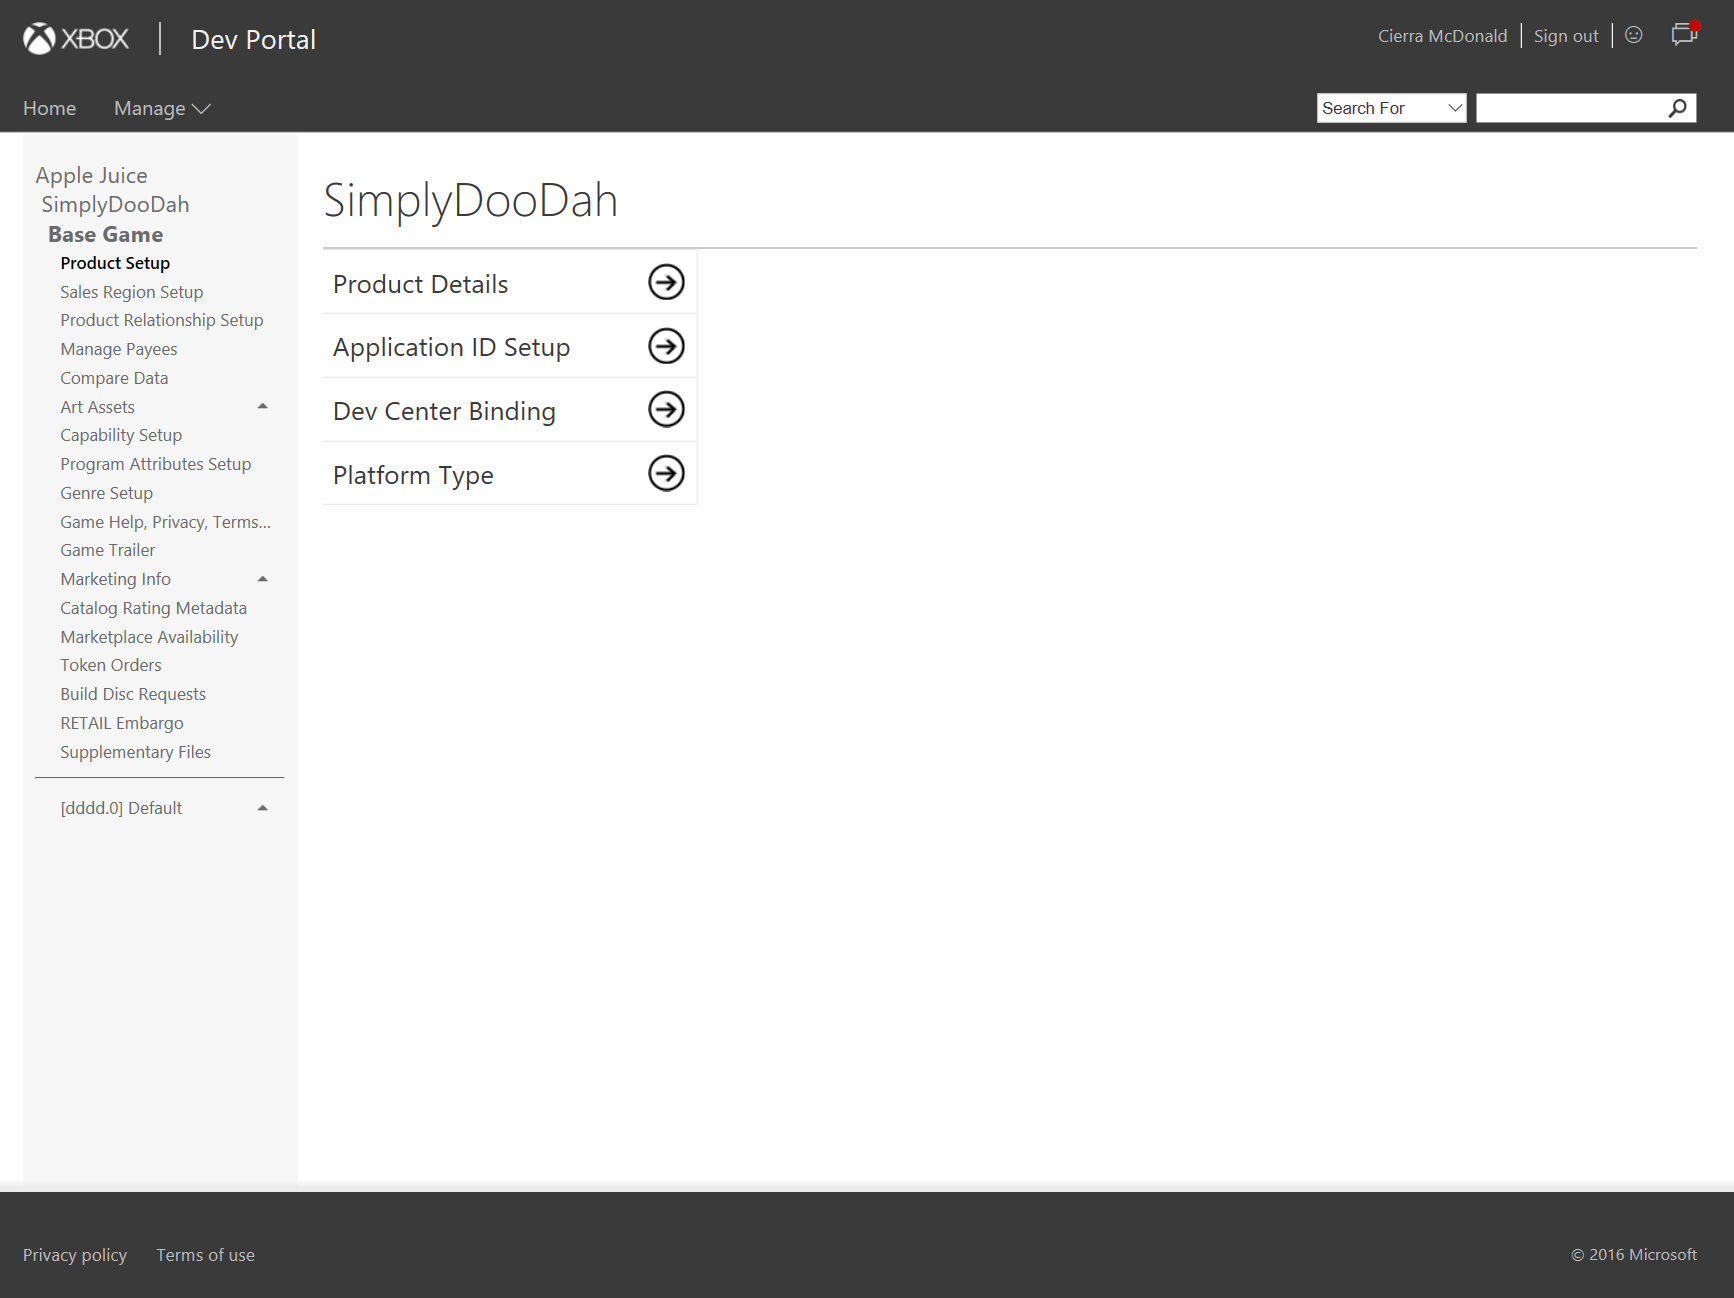 XBOX
Dev Portal
Cierra McDonald
Sign out
Home
Manage
Search For
Apple Juice
SimplyDooDah
Base Game
Product Setup
Sales Region Setup
Product Relationship Setup
Manage Payees
Compare Data
Art Assets
Capability Setup
Program Attributes Setup
Genre Setup
Game Help, Privacy, Terms...
Game Trailer
Marketing Info
Catalog Rating Metadata
Marketplace Availability
Token Orders
Build Disc Requests
RETAIL Embargo
Supplementary Files
[dddd.0] Default
SimplyDooDah
Product Details
Application ID Setup
Dev Center Binding
Platform Type
Privacy policy
Terms of use
© 2016 Microsoft